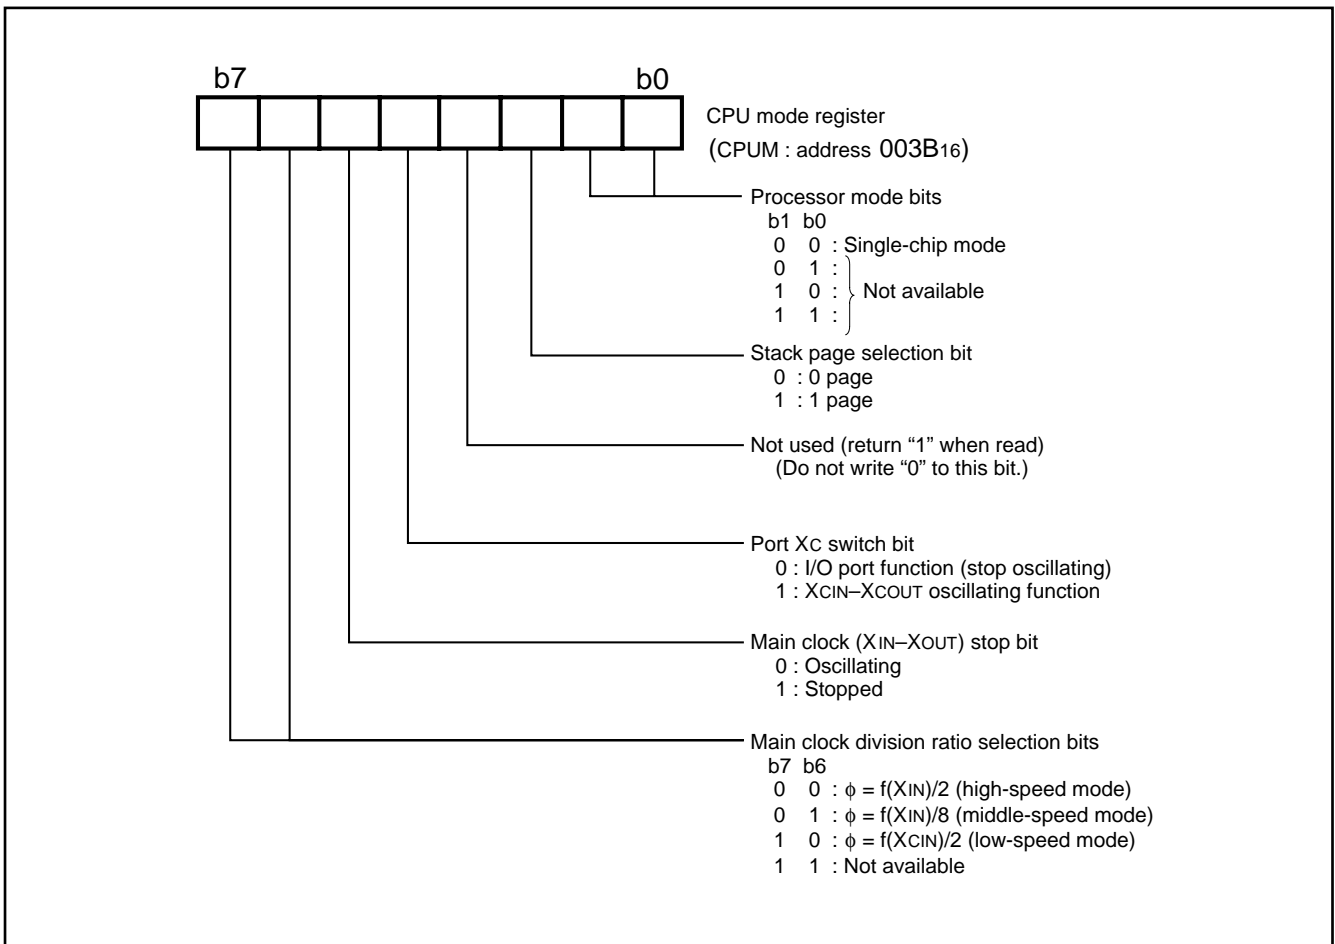 b7 b0
CPU mode register
(CPUM : address 003B16)
Processor mode bits
b1 b0
0 0 : Single-chip mode
0 1 :
1 0 : Not available
1 1 :
Stack page selection bit
0 : 0 page
1 : 1 page
Not used (return “1” when read)
(Do not write “0” to this bit.)
Port XC switch bit
0 : I/O port function (stop oscillating)
1 : XCIN–XCOUT oscillating function
Main clock (XIN–XOUT) stop bit
0 : Oscillating
1 : Stopped
Main clock division ratio selection bits
b7 b6
0 0 : φ = f(XIN)/2 (high-speed mode)
0 1 : φ = f(XIN)/8 (middle-speed mode)
1 0 : φ = f(XCIN)/2 (low-speed mode)
1 1 : Not available